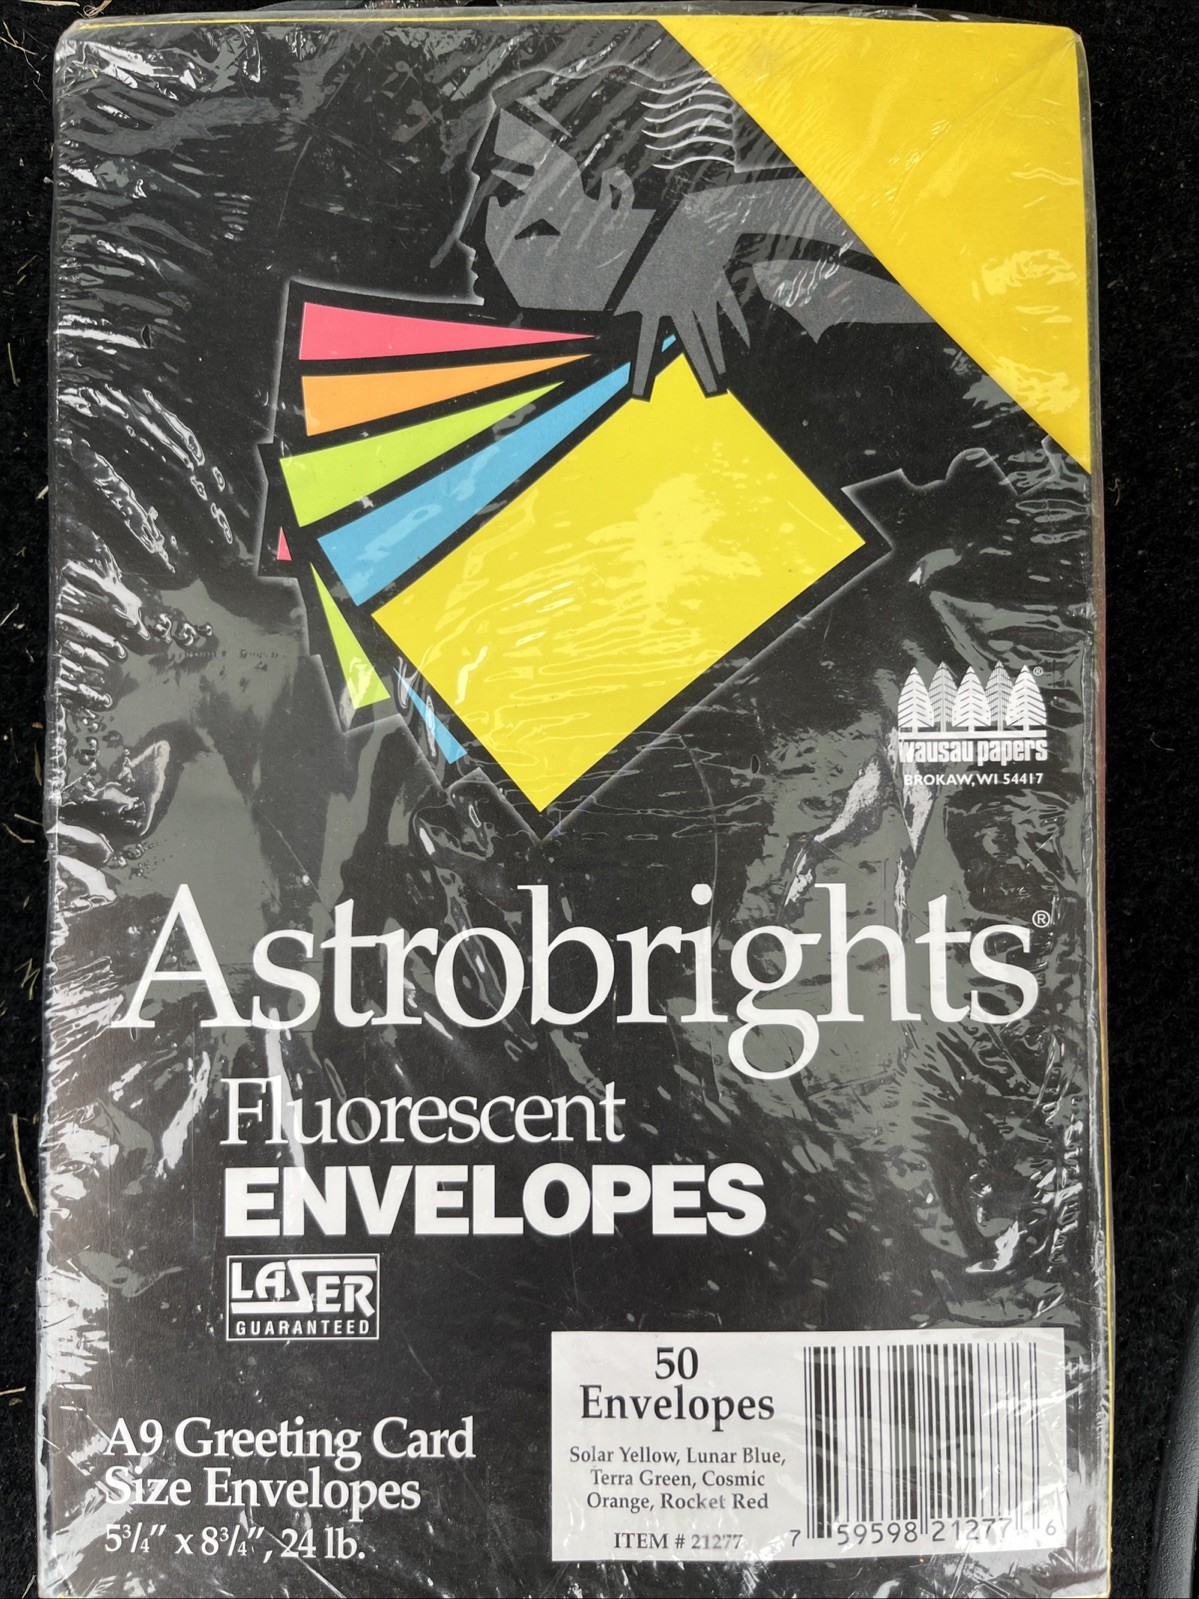 wausau papers®
BROKAW, WI 54417
Astrobrights®
Fluorescent
ENVELOPES
LASER
GUARANTEED
A9 Greeting Card
Size Envelopes
5¾" x 8¾", 24 lb.
50
Envelopes
Solar Yellow, Lunar Blue,
Terra Green, Cosmic
Orange, Rocket Red
ITEM # 21277
7 59598 21277 6